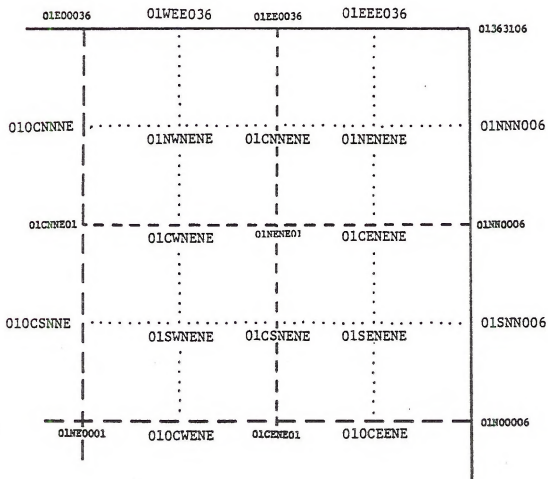 01E00036 01WEE036 01EE0036 01EEE036 01363106
010CNNNE 01NWNENE 01CNNENE 01NENENE 01NNN006
01CNNE01 01CWNENE 01NENE01 01CENENE 01NN0006
010CSNNE 01SWNENE 01CSNENE 01SENENE 01SNN006
01NE0001 010CWENE 01CENE01 010CEENE 01N00006